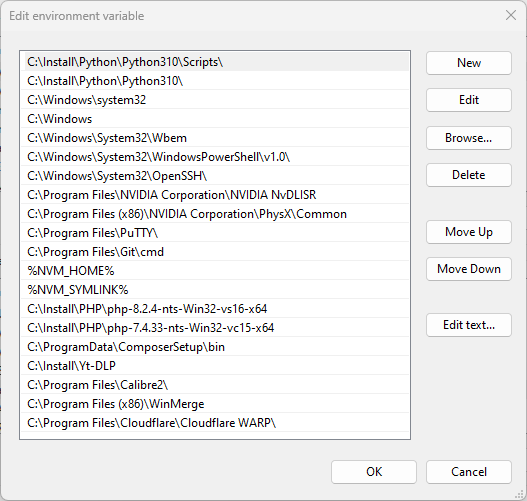 Edit environment variable
C:\Install\Python\Python310\Scripts\
C:\Install\Python\Python310\
C:\Windows\system32
C:\Windows
C:\Windows\System32\Wbem
C:\Windows\System32\WindowsPowerShell\v1.0\
C:\Windows\System32\OpenSSH\
C:\Program Files\NVIDIA Corporation\NVIDIA NvDLISR
C:\Program Files (x86)\NVIDIA Corporation\PhysX\Common
C:\Program Files\PuTTY\
C:\Program Files\Git\cmd
%NVM_HOME%
%NVM_SYMLINK%
C:\Install\PHP\php-8.2.4-nts-Win32-vs16-x64
C:\Install\PHP\php-7.4.33-nts-Win32-vc15-x64
C:\ProgramData\ComposerSetup\bin
C:\Install\Yt-DLP
C:\Program Files\Calibre2\
C:\Program Files (x86)\WinMerge
C:\Program Files\Cloudflare\Cloudflare WARP\
New
Edit
Browse...
Delete
Move Up
Move Down
Edit text...
OK
Cancel